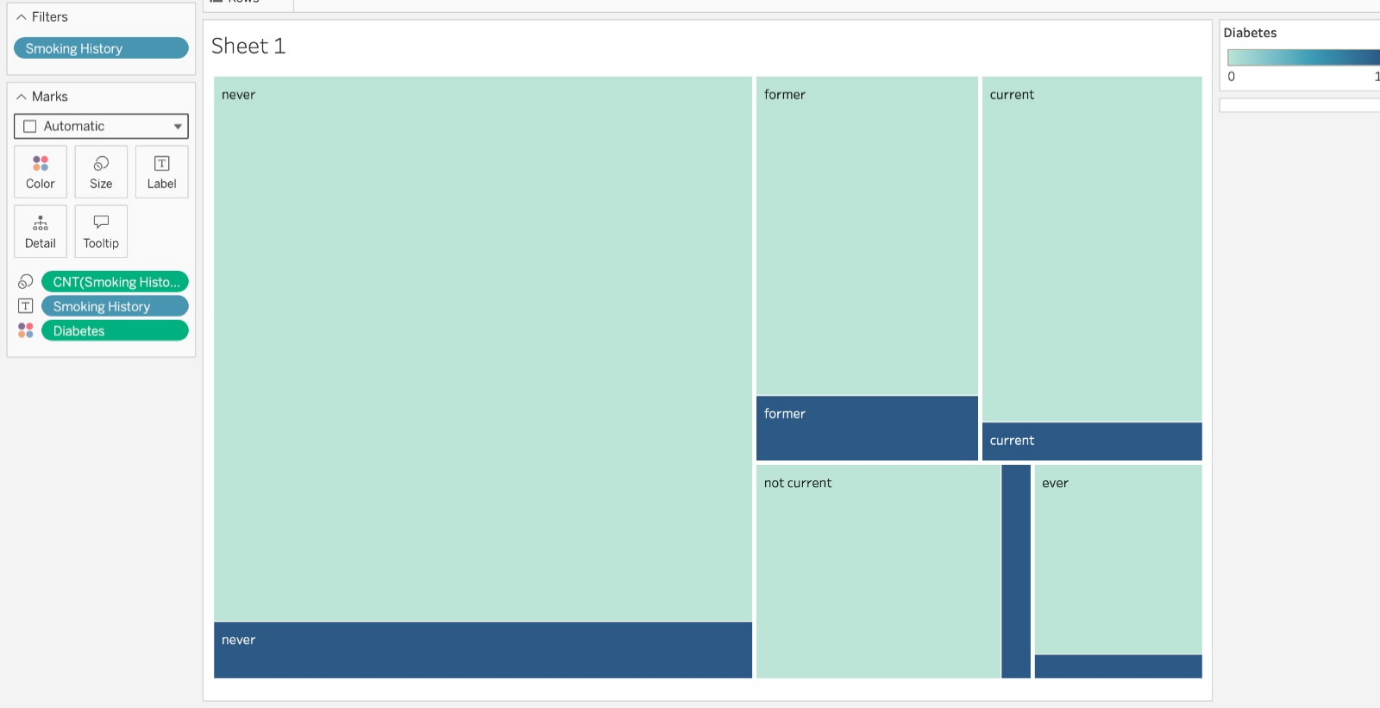 Filters
Smoking History
Marks
Automatic
Color
Size
Label
Detail
Tooltip
CNT(Smoking Histo...
Smoking History
Diabetes
Rows
Sheet 1
never
former
current
former
current
not current
ever
never
Diabetes
0
1